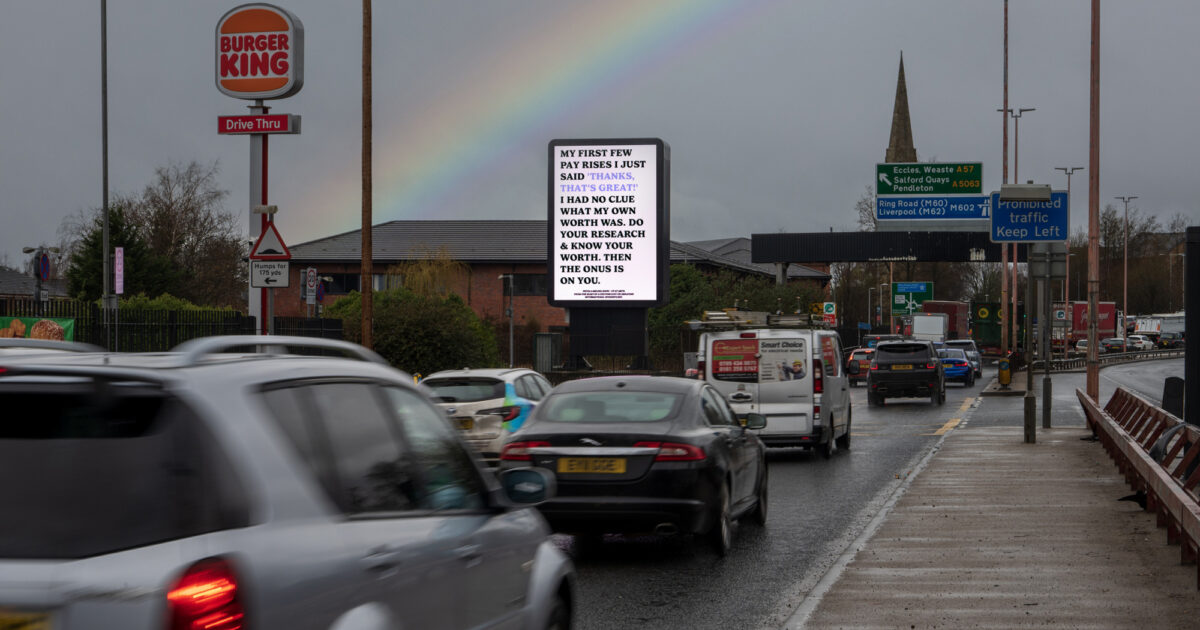 BURGER
KING
Drive Thru
Humps for
175 yds
MY FIRST FEW
PAY RISES I JUST
SAID 'THANKS,
THAT'S GREAT!'
I HAD NO CLUE
WHAT MY OWN
WORTH WAS. DO
YOUR RESEARCH
& KNOW YOUR
WORTH. THEN
THE ONUS IS
ON YOU.
Eccles, Weaste A57
Salford Quays
Pendleton A5063
Ring Road (M60)
Liverpool (M62) M602
Prohibited
traffic
Keep Left
Smart Choice